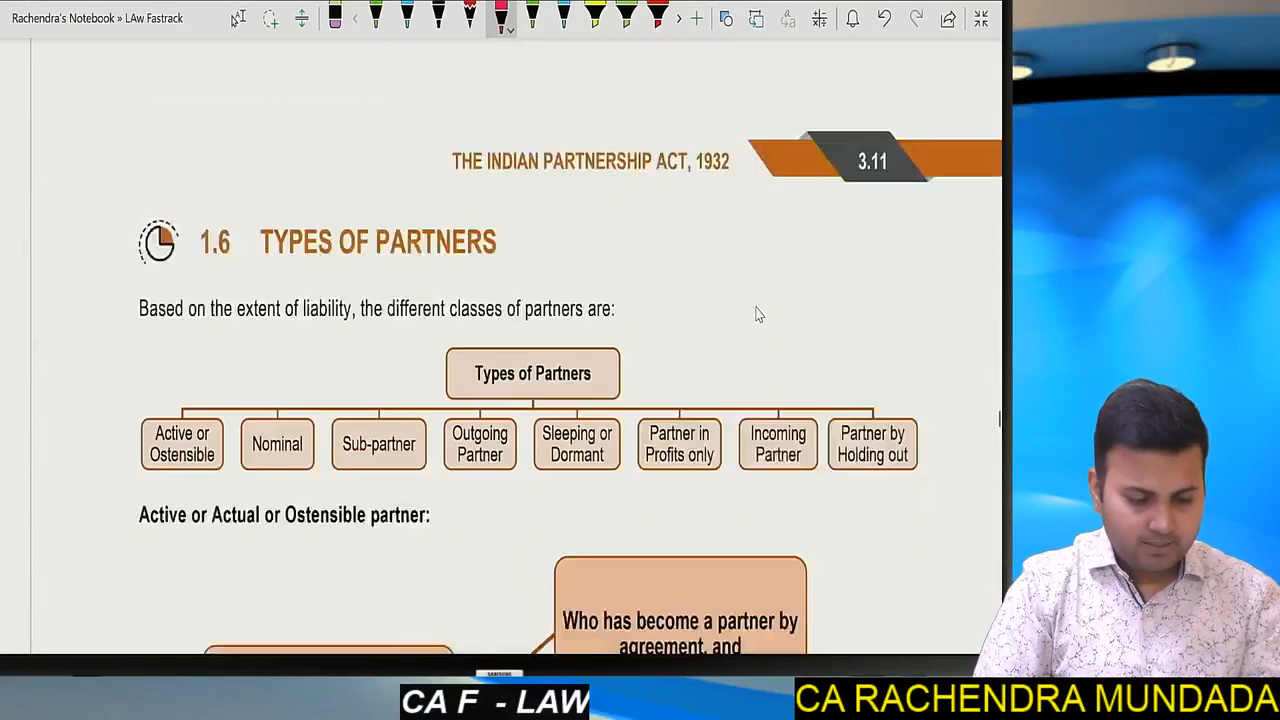 Rachendra's Notebook » LAw Fastrack
THE INDIAN PARTNERSHIP ACT, 1932
3.11
1.6 TYPES OF PARTNERS
Based on the extent of liability, the different classes of partners are:
Types of Partners
Active or
Ostensible
Nominal
Sub-partner
Outgoing
Partner
Sleeping or
Dormant
Partner in
Profits only
Incoming
Partner
Partner by
Holding out
Active or Actual or Ostensible partner:
Who has become a partner by
agreement, and
SAMSUNG
CA F - LAW
CA RACHENDRA MUNDADA